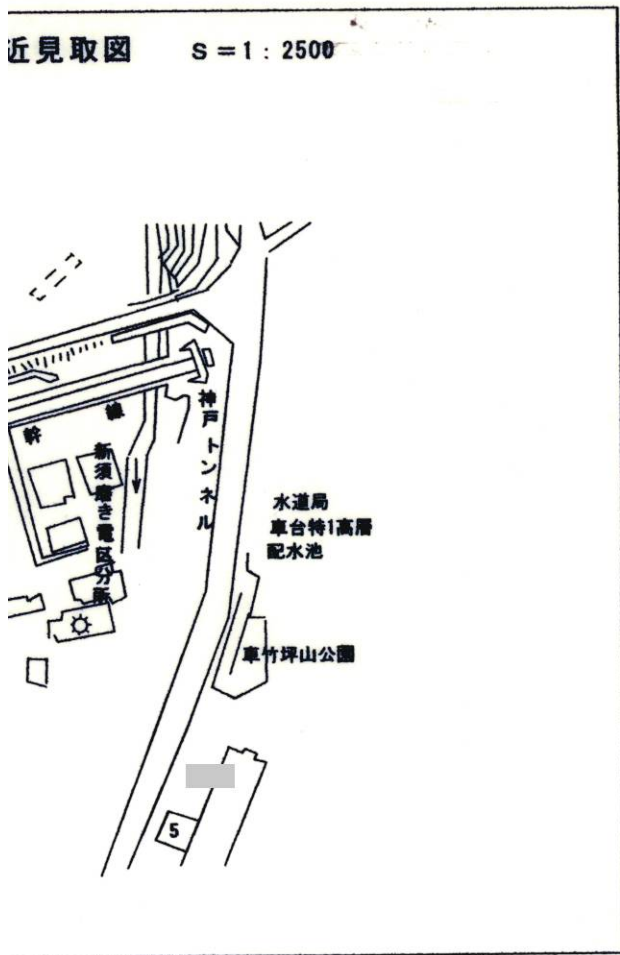 近見取図 S=1:2500
幹線
神戸トンネル
新須磨き電区分所
水道局
車台特1高層
配水池
車竹坪山公園
5